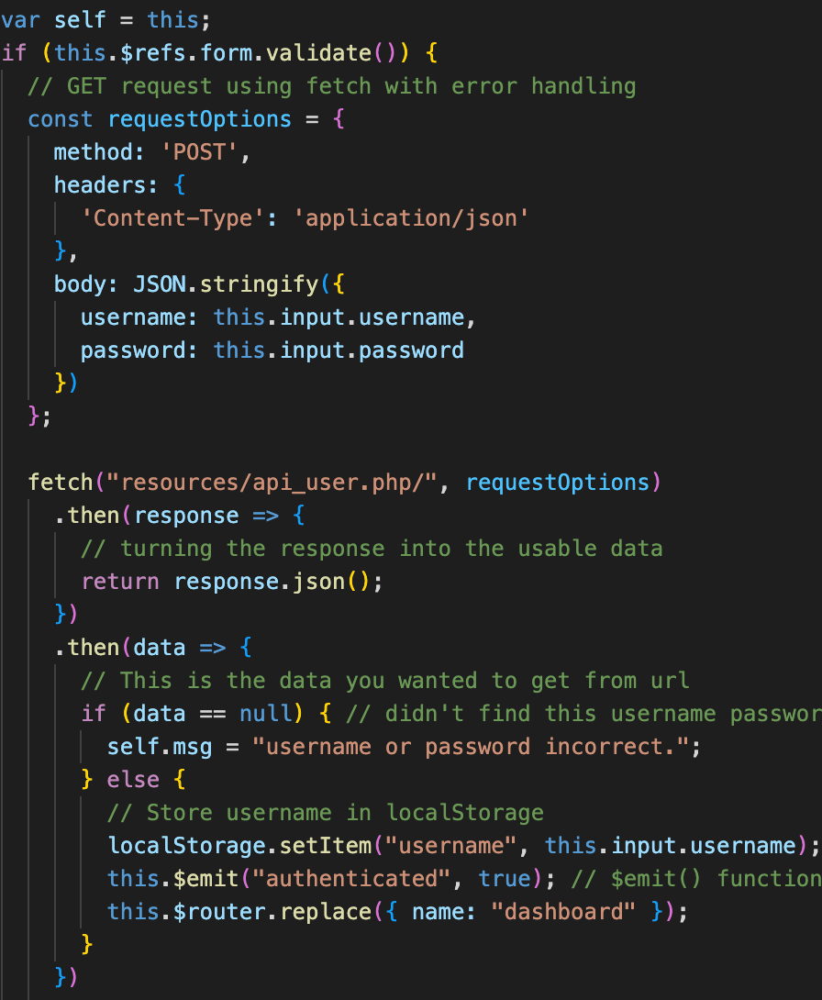 var self = this;
if (this.$refs.form.validate()) {
  // GET request using fetch with error handling
  const requestOptions = {
    method: 'POST',
    headers: {
      'Content-Type': 'application/json'
    },
    body: JSON.stringify({
      username: this.input.username,
      password: this.input.password
    })
  };

  fetch("resources/api_user.php/", requestOptions)
    .then(response => {
      // turning the response into the usable data
      return response.json();
    })
    .then(data => {
      // This is the data you wanted to get from url
      if (data == null) { // didn't find this username passwor
        self.msg = "username or password incorrect.";
      } else {
        // Store username in localStorage
        localStorage.setItem("username", this.input.username);
        this.$emit("authenticated", true); // $emit() function
        this.$router.replace({ name: "dashboard" });
      }
    })